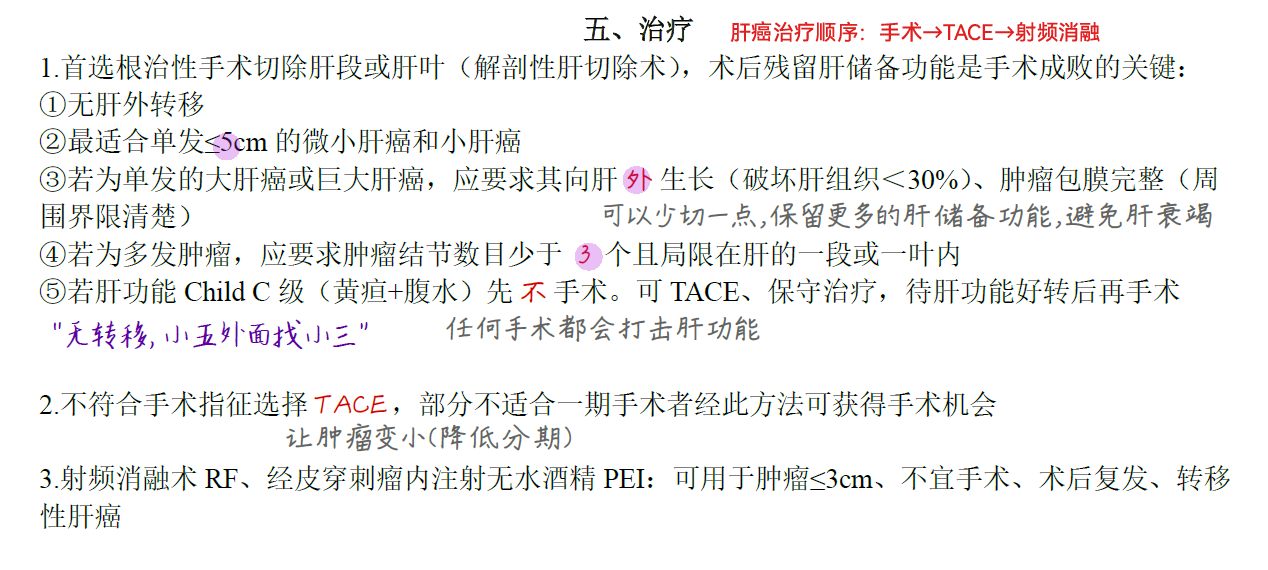 五、治疗 肝癌治疗顺序：手术→TACE→射频消融
1.首选根治性手术切除肝段或肝叶（解剖性肝切除术），术后残留肝储备功能是手术成败的关键：
①无肝外转移
②最适合单发≤5cm 的微小肝癌和小肝癌
③若为单发的大肝癌或巨大肝癌，应要求其向肝 外 生长（破坏肝组织＜30%）、肿瘤包膜完整（周
围界限清楚） 可以少切一点,保留更多的肝储备功能,避免肝衰竭
④若为多发肿瘤，应要求肿瘤结节数目少于 3 个且局限在肝的一段或一叶内
⑤若肝功能 Child C 级（黄疸+腹水）先 不 手术。可 TACE、保守治疗，待肝功能好转后再手术
"无转移,小五外面找小三" 任何手术都会打击肝功能
2.不符合手术指征选择 TACE，部分不适合一期手术者经此方法可获得手术机会
让肿瘤变小(降低分期)
3.射频消融术 RF、经皮穿刺瘤内注射无水酒精 PEI：可用于肿瘤≤3cm、不宜手术、术后复发、转移
性肝癌